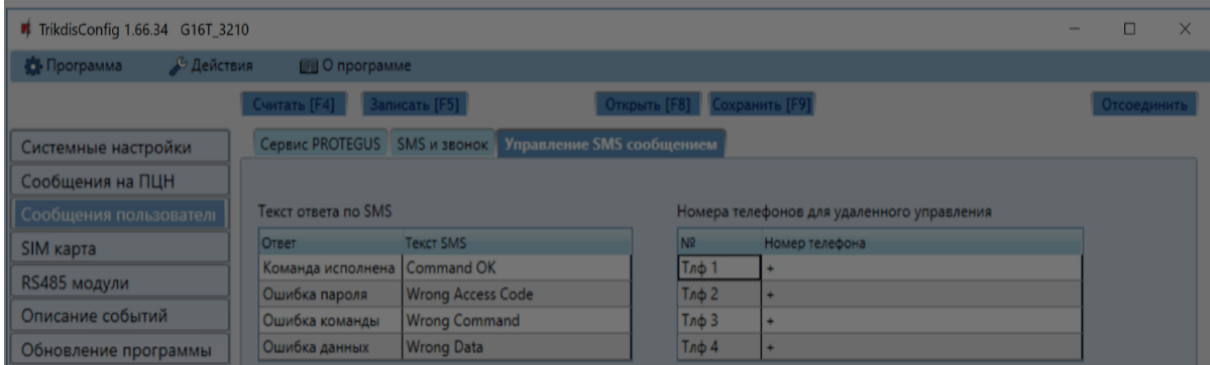 TrikdisConfig 1.66.34 G16T_3210
Программа Действия О программе
Считать [F4] Записать [F5] Открыть [F8] Сохранить [F9] Отсоединить
Системные настройки
Сообщения на ПЦН
Сообщения пользователю
SIM карта
RS485 модули
Описание событий
Обновление программы
Сервис PROTEGUS SMS и звонок Управление SMS сообщением
Текст ответа по SMS
Ответ Текст SMS
Команда исполнена Command OK
Ошибка пароля Wrong Access Code
Ошибка команды Wrong Command
Ошибка данных Wrong Data
Номера телефонов для удаленного управления
№ Номер телефона
Тлф 1 +
Тлф 2 +
Тлф 3 +
Тлф 4 +